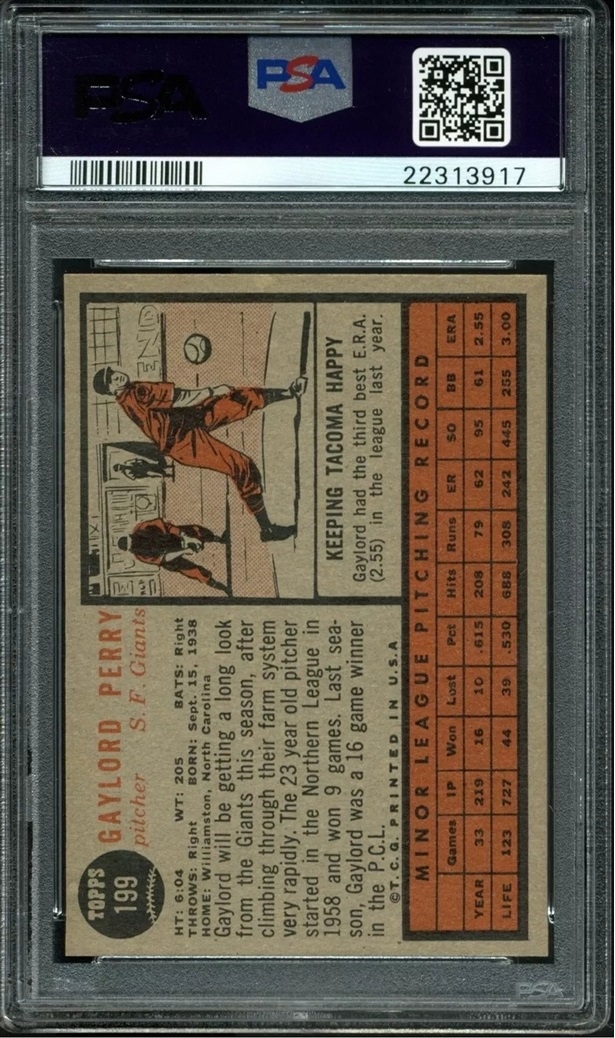 PSA
PSA
22313917
TOPPS
199
GAYLORD PERRY
pitcher S. F. Giants
HT: 6:04 WT: 205 BATS: Right
THROWS: Right BORN: Sept. 15, 1938
HOME: Williamston, North Carolina
Gaylord will be getting a long look
from the Giants this season, after
climbing through their farm system
very rapidly. The 23 year old pitcher
started in the Northern League in
1958 and won 9 games. Last sea-
son, Gaylord was a 16 game winner
in the P.C.L.
©T. C. G. PRINTED IN U.S.A
KEEPING TACOMA HAPPY
Gaylord had the third best E.R.A.
(2.55) in the league last year.
MINOR LEAGUE PITCHING RECORD
Games IP Won Lost Pct Hits Runs ER SO BB ERA
YEAR 33 219 16 10 .615 208 79 62 95 61 2.55
LIFE 123 727 44 39 .530 688 308 242 445 255 3.00
PSA